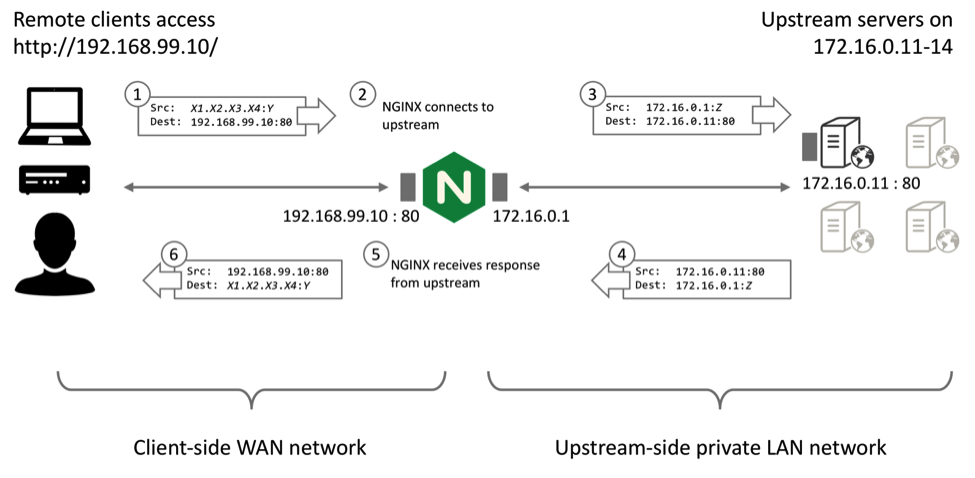 Remote clients access
http://192.168.99.10/
Upstream servers on
172.16.0.11-14
1
Src: X1.X2.X3.X4:Y
Dest: 192.168.99.10:80
2
NGINX connects to
upstream
3
Src: 172.16.0.1:Z
Dest: 172.16.0.11:80
N
192.168.99.10 : 80
172.16.0.1
172.16.0.11 : 80
6
Src: 192.168.99.10:80
Dest: X1.X2.X3.X4:Y
5
NGINX receives response
from upstream
4
Src: 172.16.0.11:80
Dest: 172.16.0.1:Z
Client-side WAN network
Upstream-side private LAN network